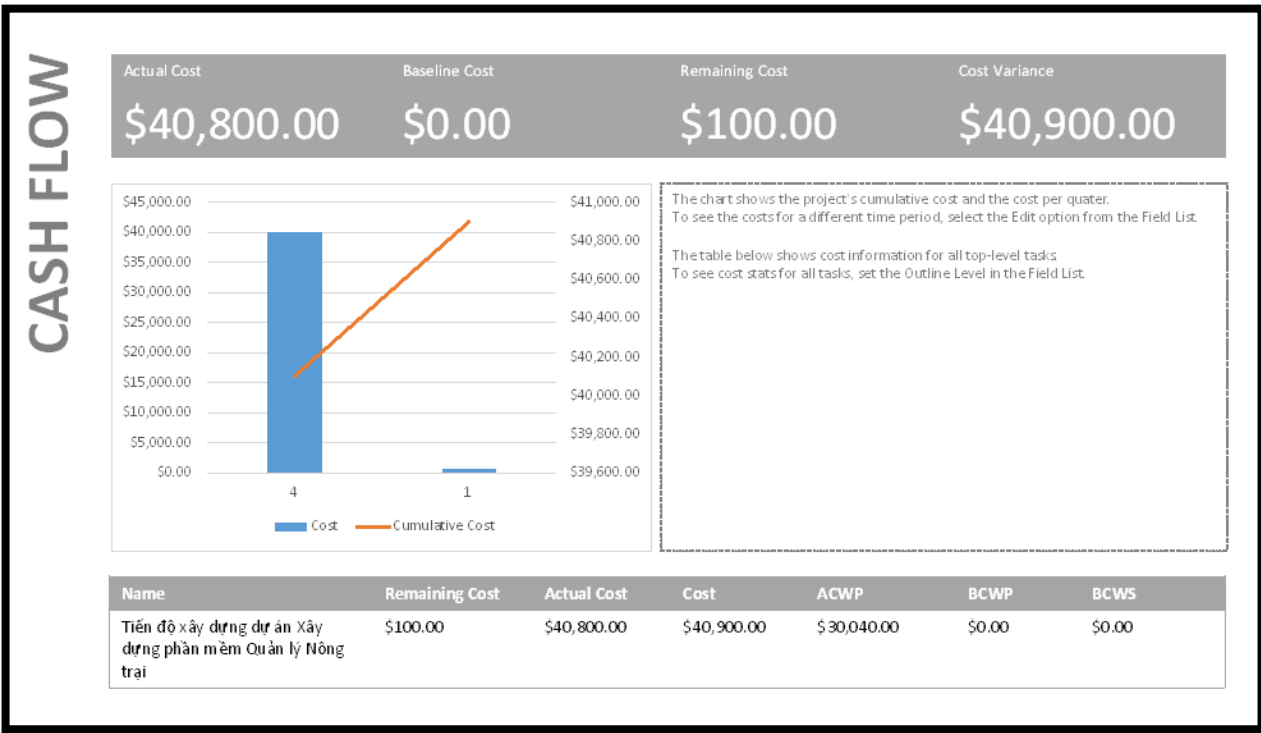 CASH FLOW
Actual Cost Baseline Cost Remaining Cost Cost Variance
$40,800.00 $0.00 $100.00 $40,900.00
$45,000.00
$40,000.00
$35,000.00
$30,000.00
$25,000.00
$20,000.00
$15,000.00
$10,000.00
$5,000.00
$0.00
$41,000.00
$40,800.00
$40,600.00
$40,400.00
$40,200.00
$40,000.00
$39,800.00
$39,600.00
4 1
Cost Cumulative Cost
The chart shows the project's cumulative cost and the cost per quater.
To see the costs for a different time period, select the Edit option from the Field List.
The table below shows cost information for all top-level tasks.
To see cost stats for all tasks, set the Outline Level in the Field List.
Name Remaining Cost Actual Cost Cost ACWP BCWP BCWS
Tiến độ xây dựng dự án Xây $100.00 $40,800.00 $40,900.00 $30,040.00 $0.00 $0.00
dựng phần mềm Quản lý Nông
trại